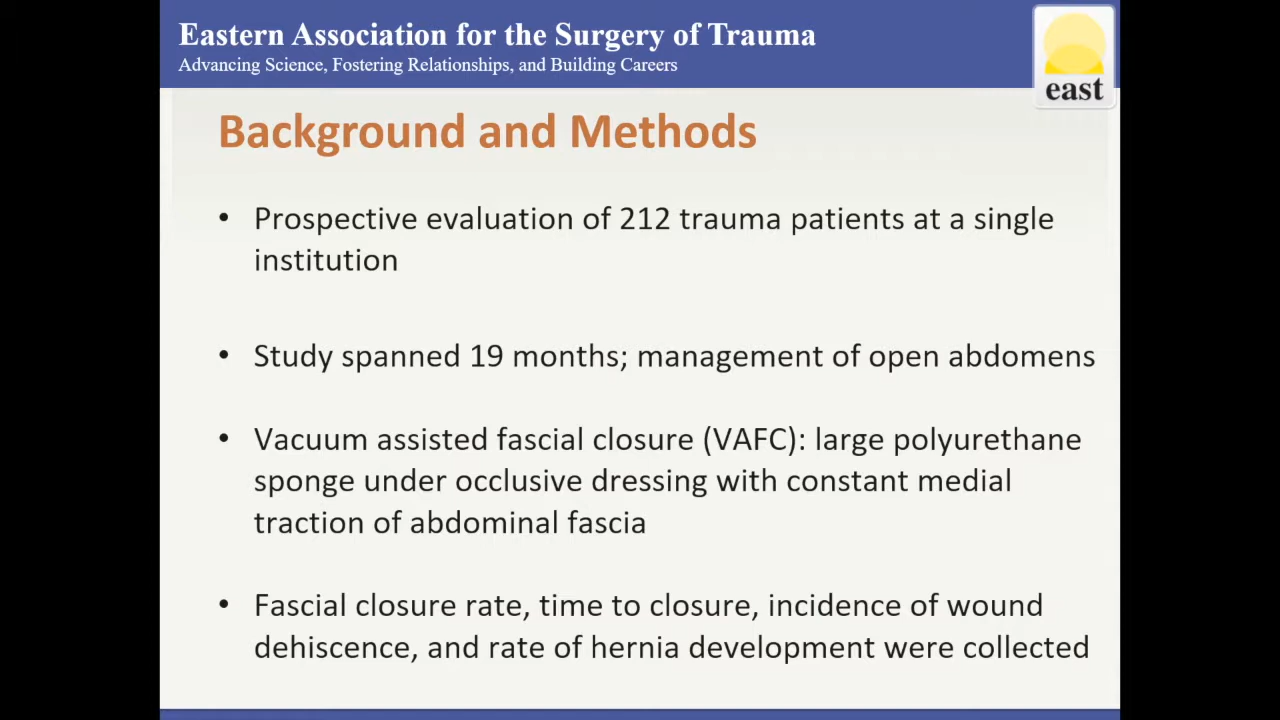 Eastern Association for the Surgery of Trauma
Advancing Science, Fostering Relationships, and Building Careers
east
Background and Methods
• Prospective evaluation of 212 trauma patients at a single
institution
• Study spanned 19 months; management of open abdomens
• Vacuum assisted fascial closure (VAFC): large polyurethane
sponge under occlusive dressing with constant medial
traction of abdominal fascia
• Fascial closure rate, time to closure, incidence of wound
dehiscence, and rate of hernia development were collected